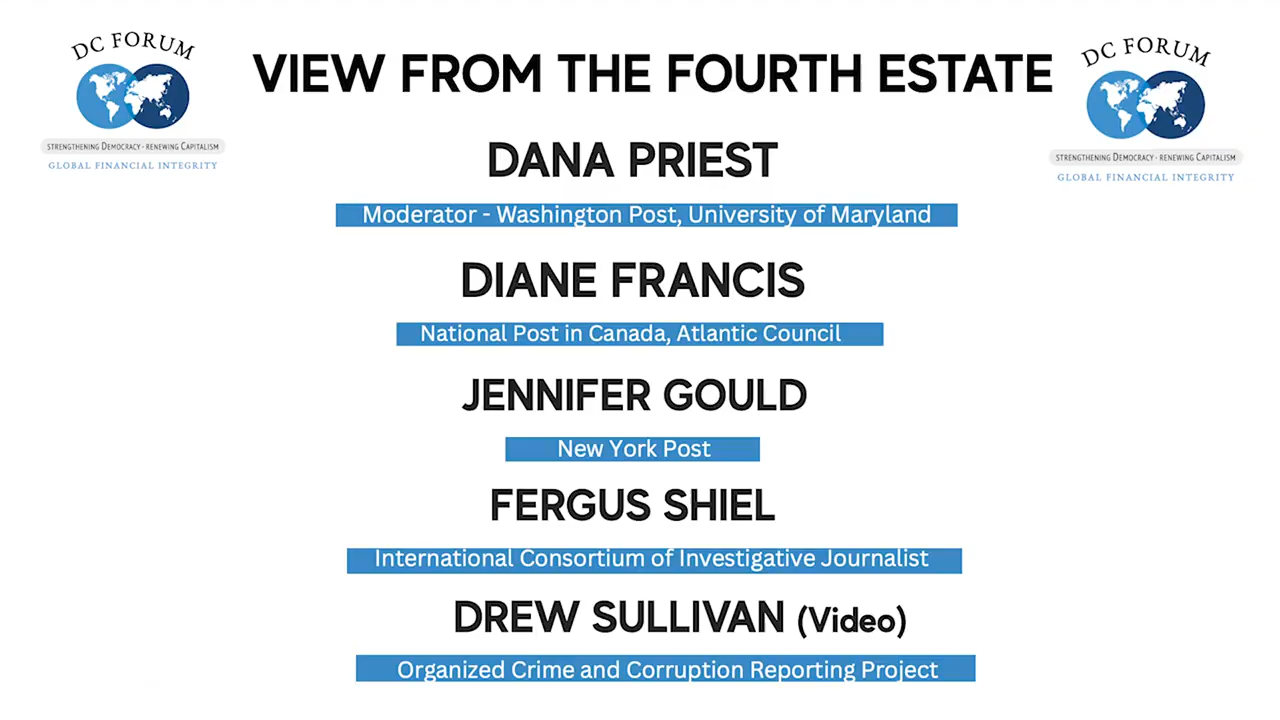 DC FORUM
STRENGTHENING DEMOCRACY · RENEWING CAPITALISM
GLOBAL FINANCIAL INTEGRITY
VIEW FROM THE FOURTH ESTATE
DC FORUM
STRENGTHENING DEMOCRACY · RENEWING CAPITALISM
GLOBAL FINANCIAL INTEGRITY
DANA PRIEST
Moderator - Washington Post, University of Maryland
DIANE FRANCIS
National Post in Canada, Atlantic Council
JENNIFER GOULD
New York Post
FERGUS SHIEL
International Consortium of Investigative Journalist
DREW SULLIVAN (Video)
Organized Crime and Corruption Reporting Project